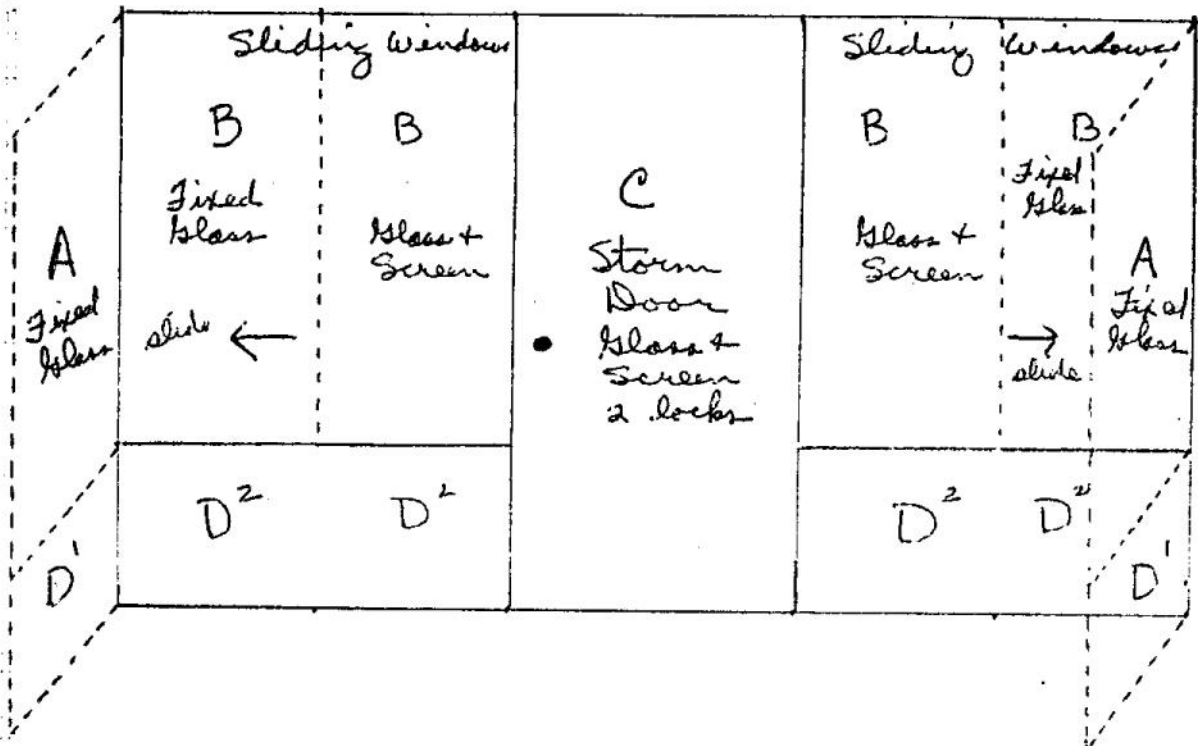 Sliding Windows
B
Fixed
Glass
slide
B
Glass +
Screen
A
Fixed
Glass
C
Storm
Door
Glass +
Screen
2 locks
Sliding Windows
B
Glass +
Screen
B
Fixed
Glass
slide
A
Fixed
Glass
D²
D²
D¹
D²
D²
D¹